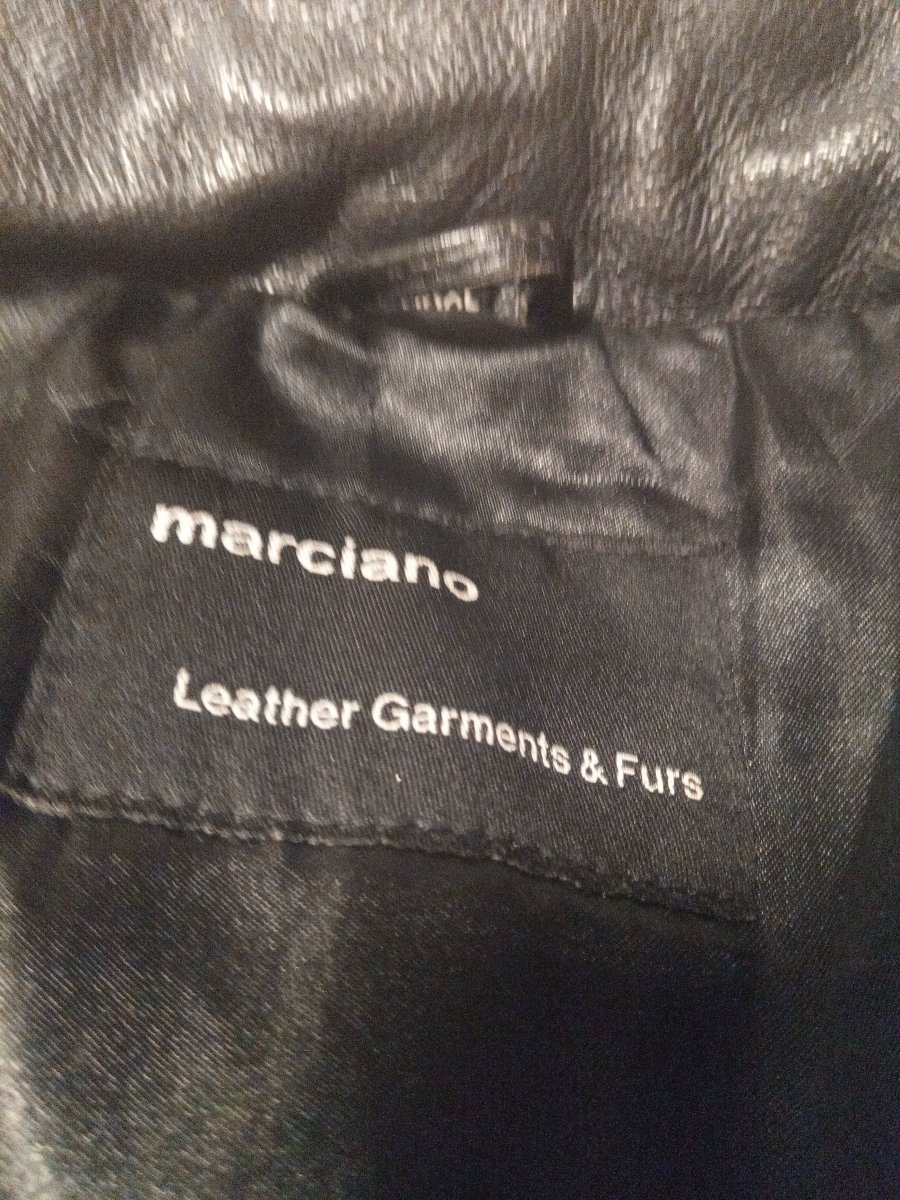 marciano
Leather Garments & Furs